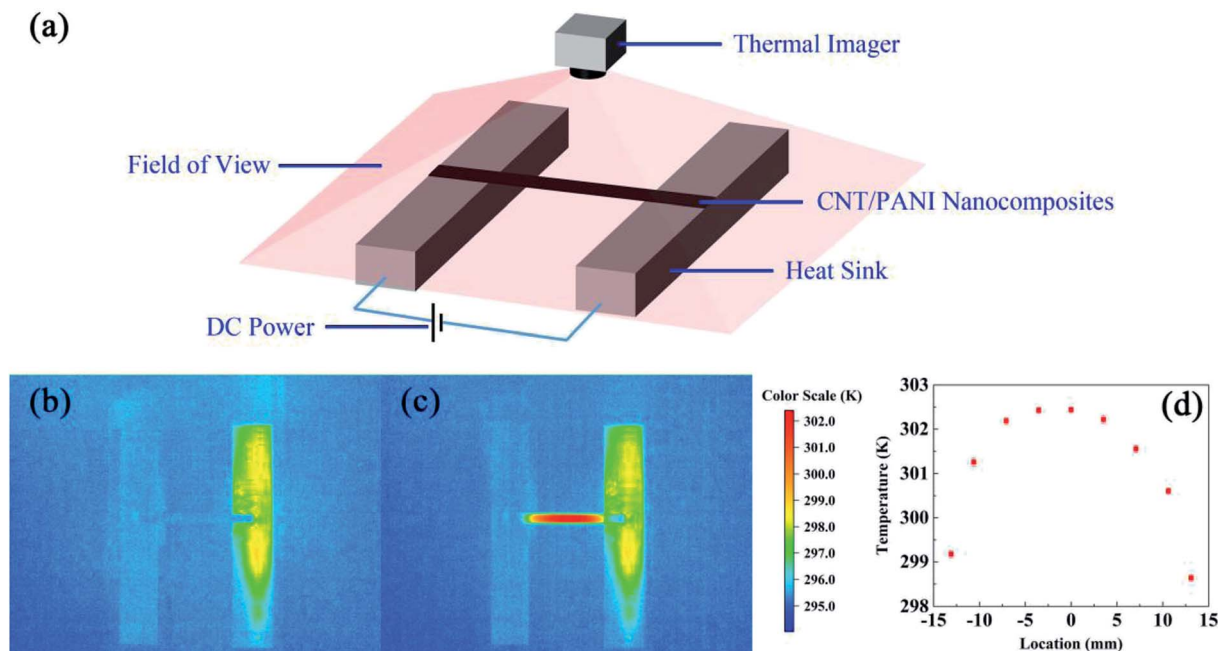 (a)
Thermal Imager
Field of View
CNT/PANI Nanocomposites
Heat Sink
DC Power
(b)
(c)
Color Scale (K)
302.0
301.0
300.0
299.0
298.0
297.0
296.0
295.0
(d)
303
302
301
300
299
298
Temperature (K)
-15 -10 -5 0 5 10 15
Location (mm)